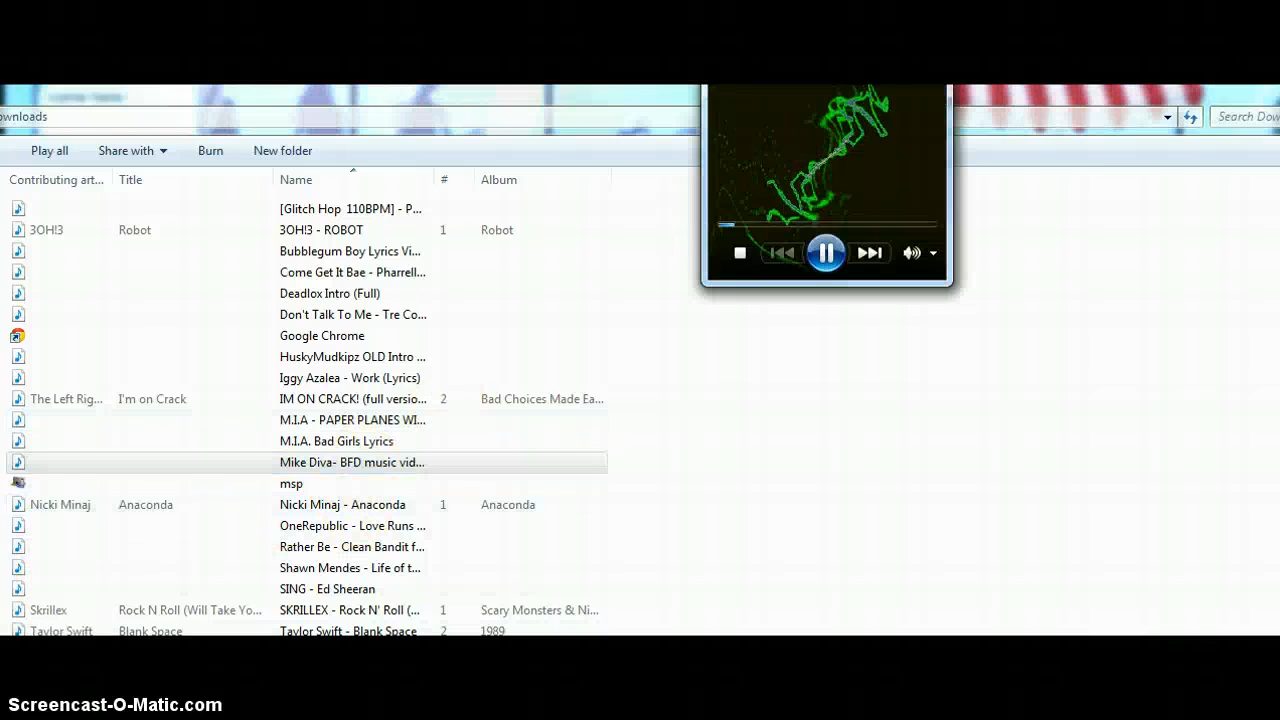 ownloads
Search Dow
Play all Share with Burn New folder
Contributing art... Title Name # Album
[Glitch Hop 110BPM] - P...
3OH!3 Robot 3OH!3 - ROBOT 1 Robot
Bubblegum Boy Lyrics Vi...
Come Get It Bae - Pharrell...
Deadlox Intro (Full)
Don't Talk To Me - Tre Co...
Google Chrome
HuskyMudkipz OLD Intro ...
Iggy Azalea - Work (Lyrics)
The Left Rig... I'm on Crack IM ON CRACK! (full versio... 2 Bad Choices Made Ea...
M.I.A - PAPER PLANES WI...
M.I.A. Bad Girls Lyrics
Mike Diva- BFD music vid...
msp
Nicki Minaj Anaconda Nicki Minaj - Anaconda 1 Anaconda
OneRepublic - Love Runs ...
Rather Be - Clean Bandit f...
Shawn Mendes - Life of t...
SING - Ed Sheeran
Skrillex Rock N Roll (Will Take Yo... SKRILLEX - Rock N' Roll (... 1 Scary Monsters & Ni...
Taylor Swift Blank Space Taylor Swift - Blank Space 2 1989
Screencast-O-Matic.com